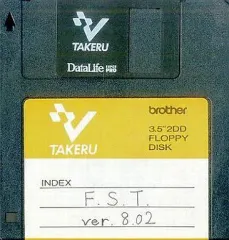 TAKERU
DataLife
brother
TAKERU
3.5"2DD
FLOPPY
DISK
INDEX
F.S.T.
ver. 8.02